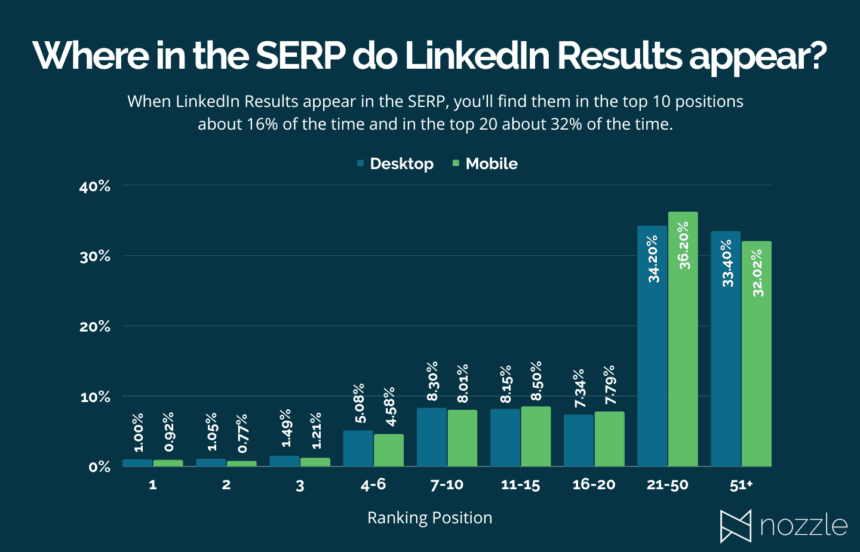 Where in the SERP do LinkedIn Results appear?
When LinkedIn Results appear in the SERP, you'll find them in the top 10 positions
about 16% of the time and in the top 20 about 32% of the time.
Desktop Mobile
40%
30%
20%
10%
0%
1.00% 0.92% 1.05% 0.77% 1.49% 1.21% 5.08% 4.58% 8.30% 8.01% 8.15% 8.50% 7.34% 7.79% 34.20% 36.20% 33.40% 32.02%
1 2 3 4-6 7-10 11-15 16-20 21-50 51+
Ranking Position
nozzle